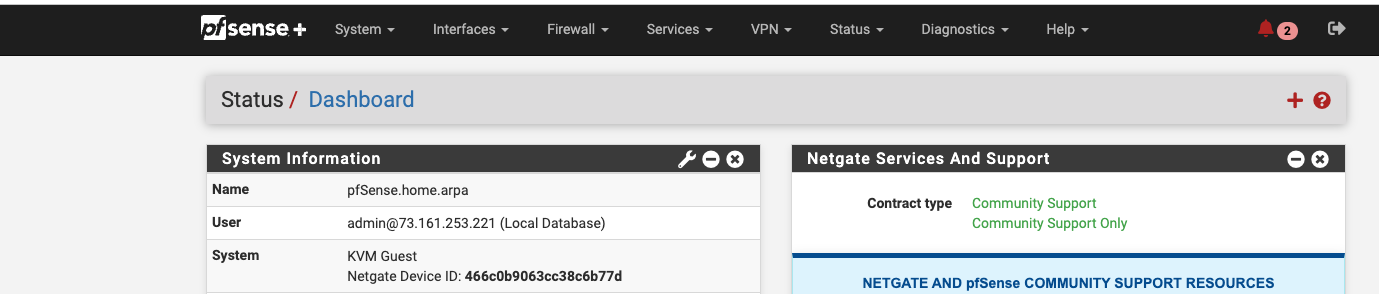 pfsense+ System Interfaces Firewall Services VPN Status Diagnostics Help 2
Status / Dashboard
System Information
Name pfSense.home.arpa
User admin@73.161.253.221 (Local Database)
System KVM Guest
Netgate Device ID: 466c0b9063cc38c6b77d
Netgate Services And Support
Contract type Community Support
Community Support Only
NETGATE AND pfSense COMMUNITY SUPPORT RESOURCES